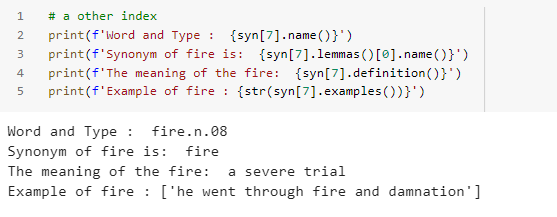 1 # a other index
2 print(f'Word and Type :  {syn[7].name()}')
3 print(f'Synonym of fire is:  {syn[7].lemmas()[0].name()}')
4 print(f'The meaning of the fire:  {syn[7].definition()}')
5 print(f'Example of fire : {str(syn[7].examples())}')
Word and Type :  fire.n.08
Synonym of fire is:  fire
The meaning of the fire:  a severe trial
Example of fire : ['he went through fire and damnation']